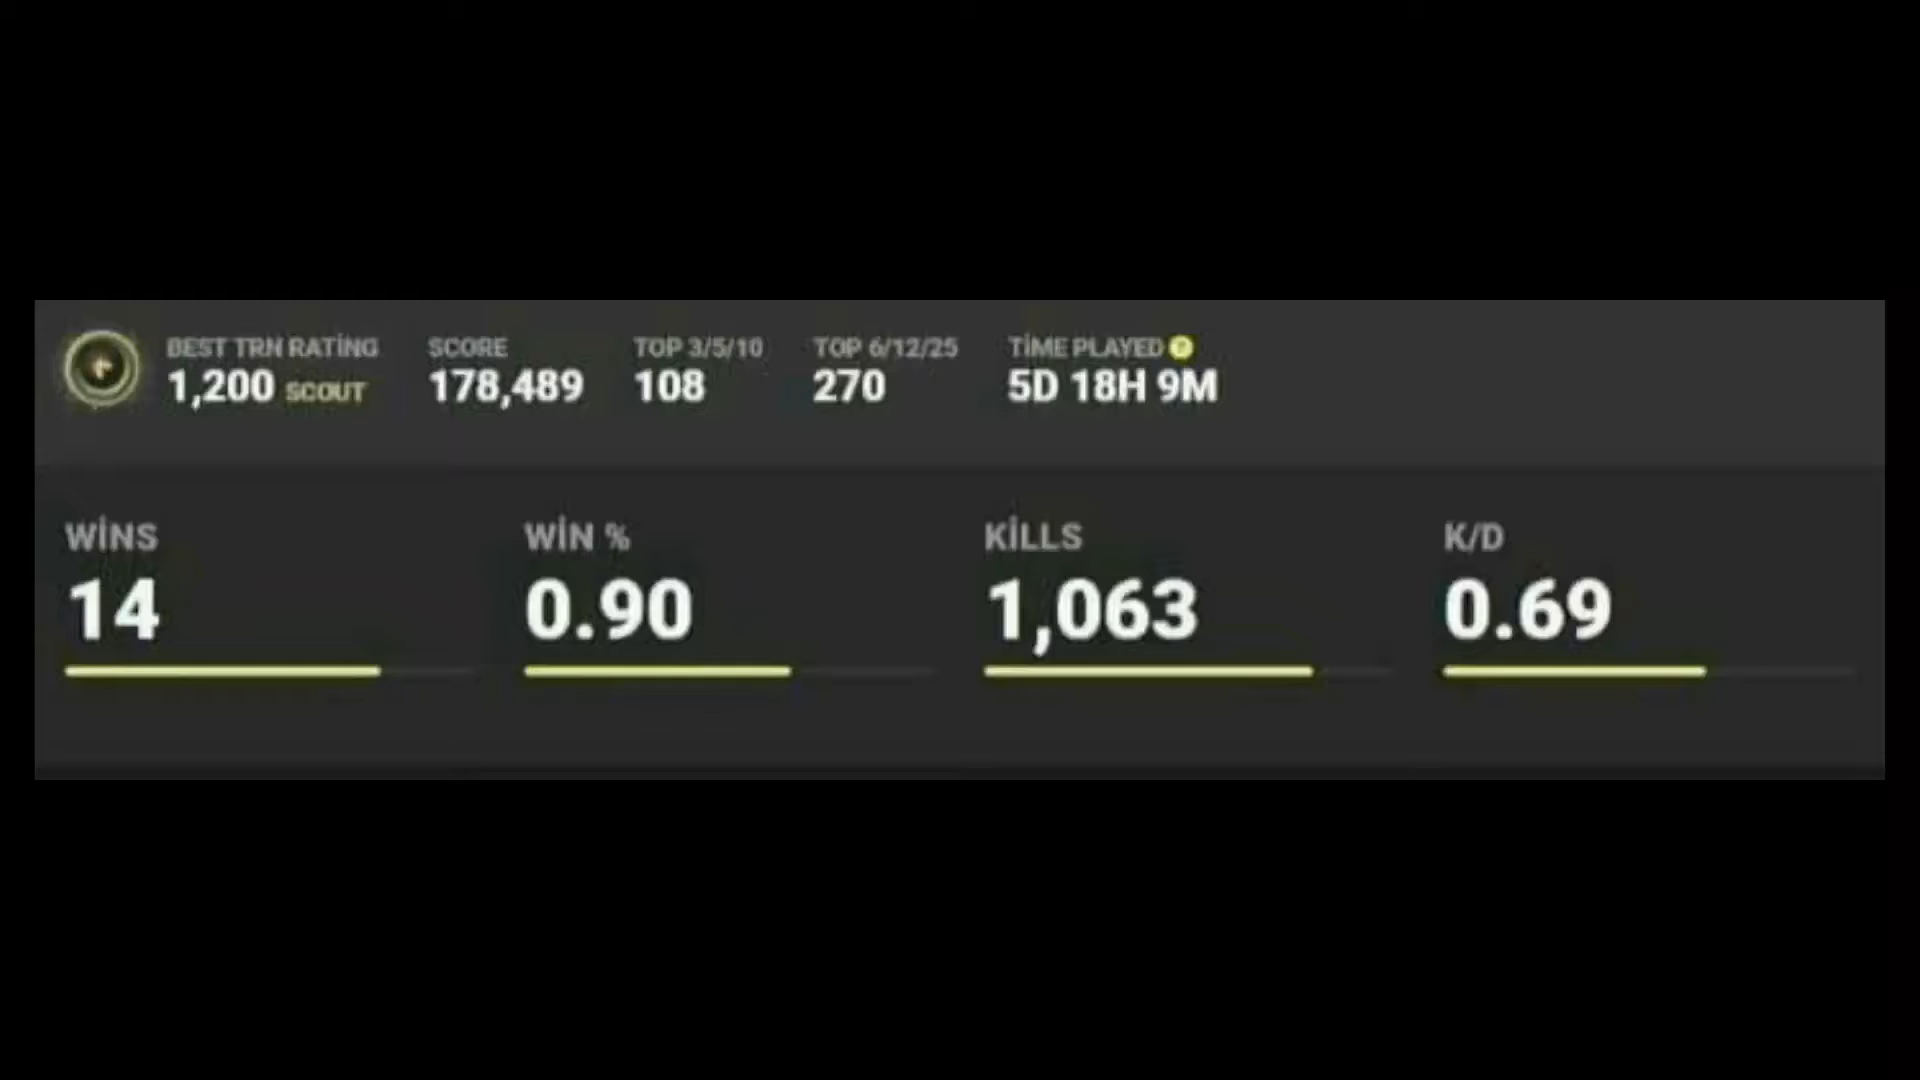 BEST TRN RATİNG
1,200 SCOUT
SCORE
178,489
TOP 3/5/10
108
TOP 6/12/25
270
TİME PLAYED
5D 18H 9M
WİNS
14
WİN %
0.90
KİLLS
1,063
K/D
0.69